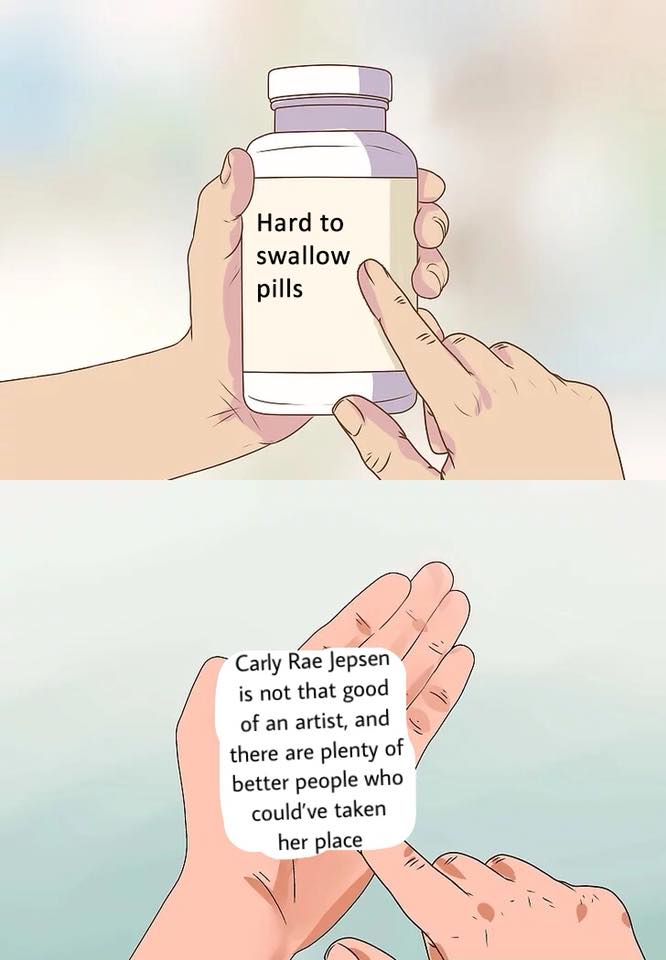 Hard to
swallow
pills
Carly Rae Jepsen
is not that good
of an artist, and
there are plenty of
better people who
could've taken
her place